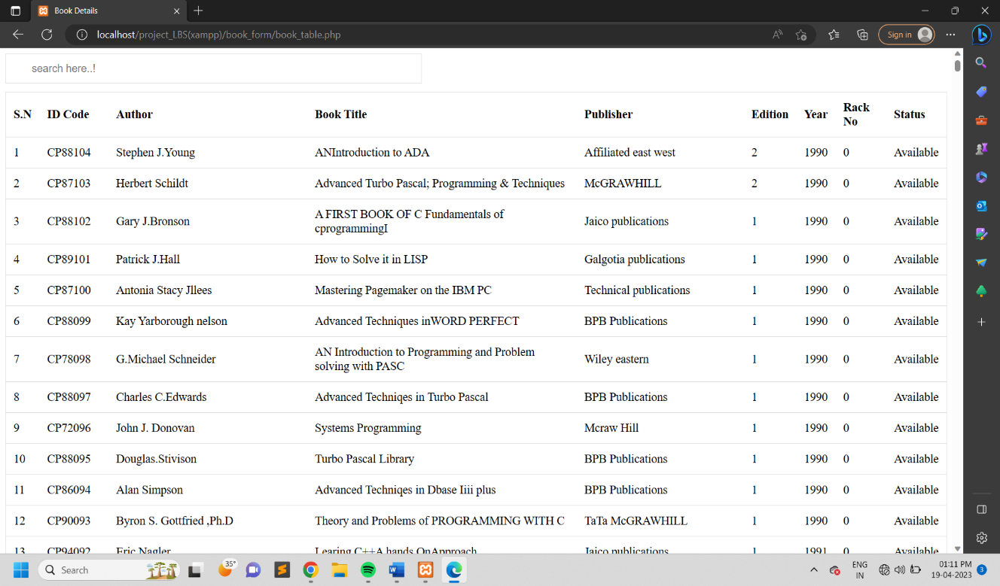 Book Details
localhost/project_LBS(xampp)/book_form/book_table.php
Sign in
search here..!
S.N ID Code Author Book Title Publisher Edition Year Rack No Status
1 CP88104 Stephen J.Young ANIntroduction to ADA Affiliated east west 2 1990 0 Available
2 CP87103 Herbert Schildt Advanced Turbo Pascal; Programming & Techniques McGRAWHILL 2 1990 0 Available
3 CP88102 Gary J.Bronson A FIRST BOOK OF C Fundamentals of cprogrammingI Jaico publications 1 1990 0 Available
4 CP89101 Patrick J.Hall How to Solve it in LISP Galgotia publications 1 1990 0 Available
5 CP87100 Antonia Stacy Jllees Mastering Pagemaker on the IBM PC Technical publications 1 1990 0 Available
6 CP88099 Kay Yarborough nelson Advanced Techniques inWORD PERFECT BPB Publications 1 1990 0 Available
7 CP78098 G.Michael Schneider AN Introduction to Programming and Problem solving with PASC Wiley eastern 1 1990 0 Available
8 CP88097 Charles C.Edwards Advanced Techniqes in Turbo Pascal BPB Publications 1 1990 0 Available
9 CP72096 John J. Donovan Systems Programming Mcraw Hill 1 1990 0 Available
10 CP88095 Douglas.Stivison Turbo Pascal Library BPB Publications 1 1990 0 Available
11 CP86094 Alan Simpson Advanced Techniqes in Dbase Iiii plus BPB Publications 1 1990 0 Available
12 CP90093 Byron S. Gottfried ,Ph.D Theory and Problems of PROGRAMMING WITH C TaTa McGRAWHILL 1 1990 0 Available
13 CP94092 Eric Nagler Learing C++A hands OnApproach Jaico publications 1 1991 0 Available
Search
35°
ENG
IN
01:11 PM
19-04-2023
3